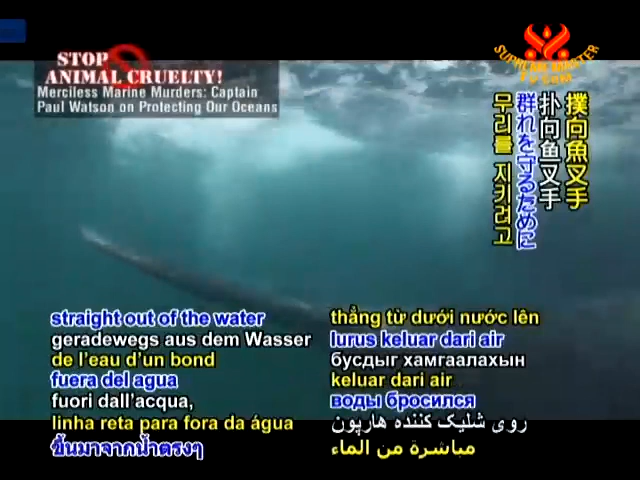 STOP
ANIMAL CRUELTY!
Merciless Marine Murders: Captain
Paul Watson on Protecting Our Oceans
SUPREME MASTER
TV.COM
撲向魚叉手
扑向鱼叉手
群れを守るために
무리를 지키려고
straight out of the water
geradewegs aus dem Wasser
de l'eau d'un bond
fuera del agua
fuori dall'acqua,
linha reta para fora da água
ขึ้นมาจากน้ำตรงๆ
thẳng từ dưới nước lên
lurus keluar dari air
бусдыг хамгаалахын
keluar dari air
воды бросился
روی شلیک کننده هارپون
مباشرة من الماء